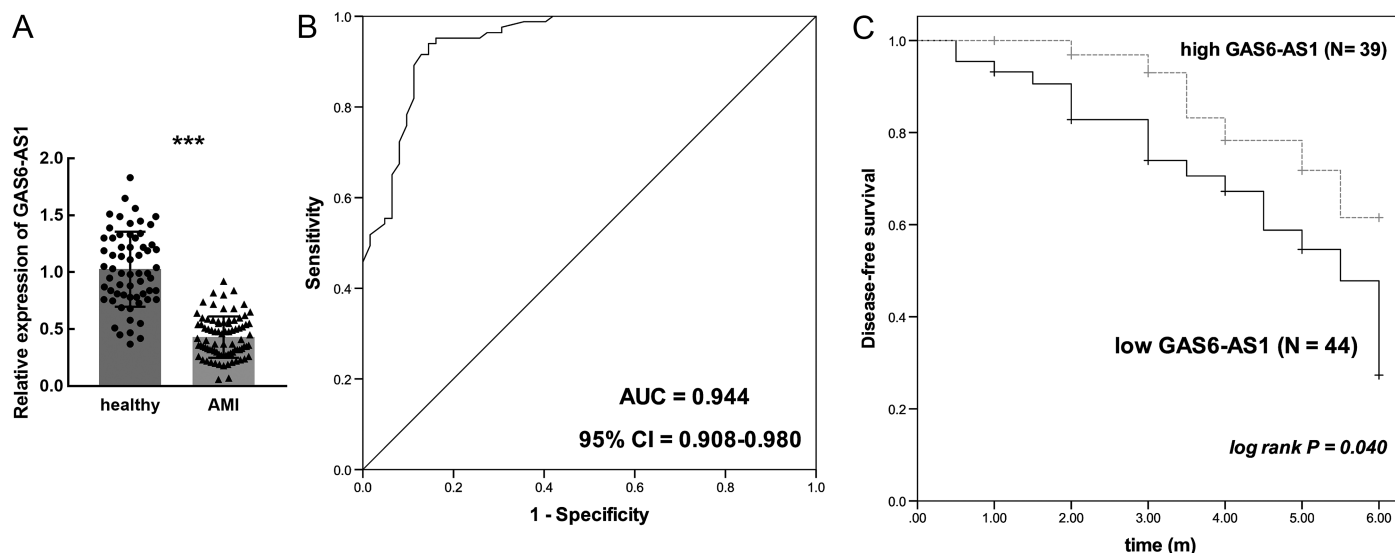 A
Relative expression of GAS6-AS1
2.0
1.5
1.0
0.5
0.0
***
healthy
AMI
B
Sensitivity
1.0
0.8
0.6
0.4
0.2
0.0
AUC = 0.944
95% CI = 0.908-0.980
0.0 0.2 0.4 0.6 0.8 1.0
1 - Specificity
C
Disease-free survival
1.0
0.8
0.6
0.4
0.2
0.0
high GAS6-AS1 (N= 39)
low GAS6-AS1 (N = 44)
log rank P = 0.040
.00 1.00 2.00 3.00 4.00 5.00 6.00
time (m)